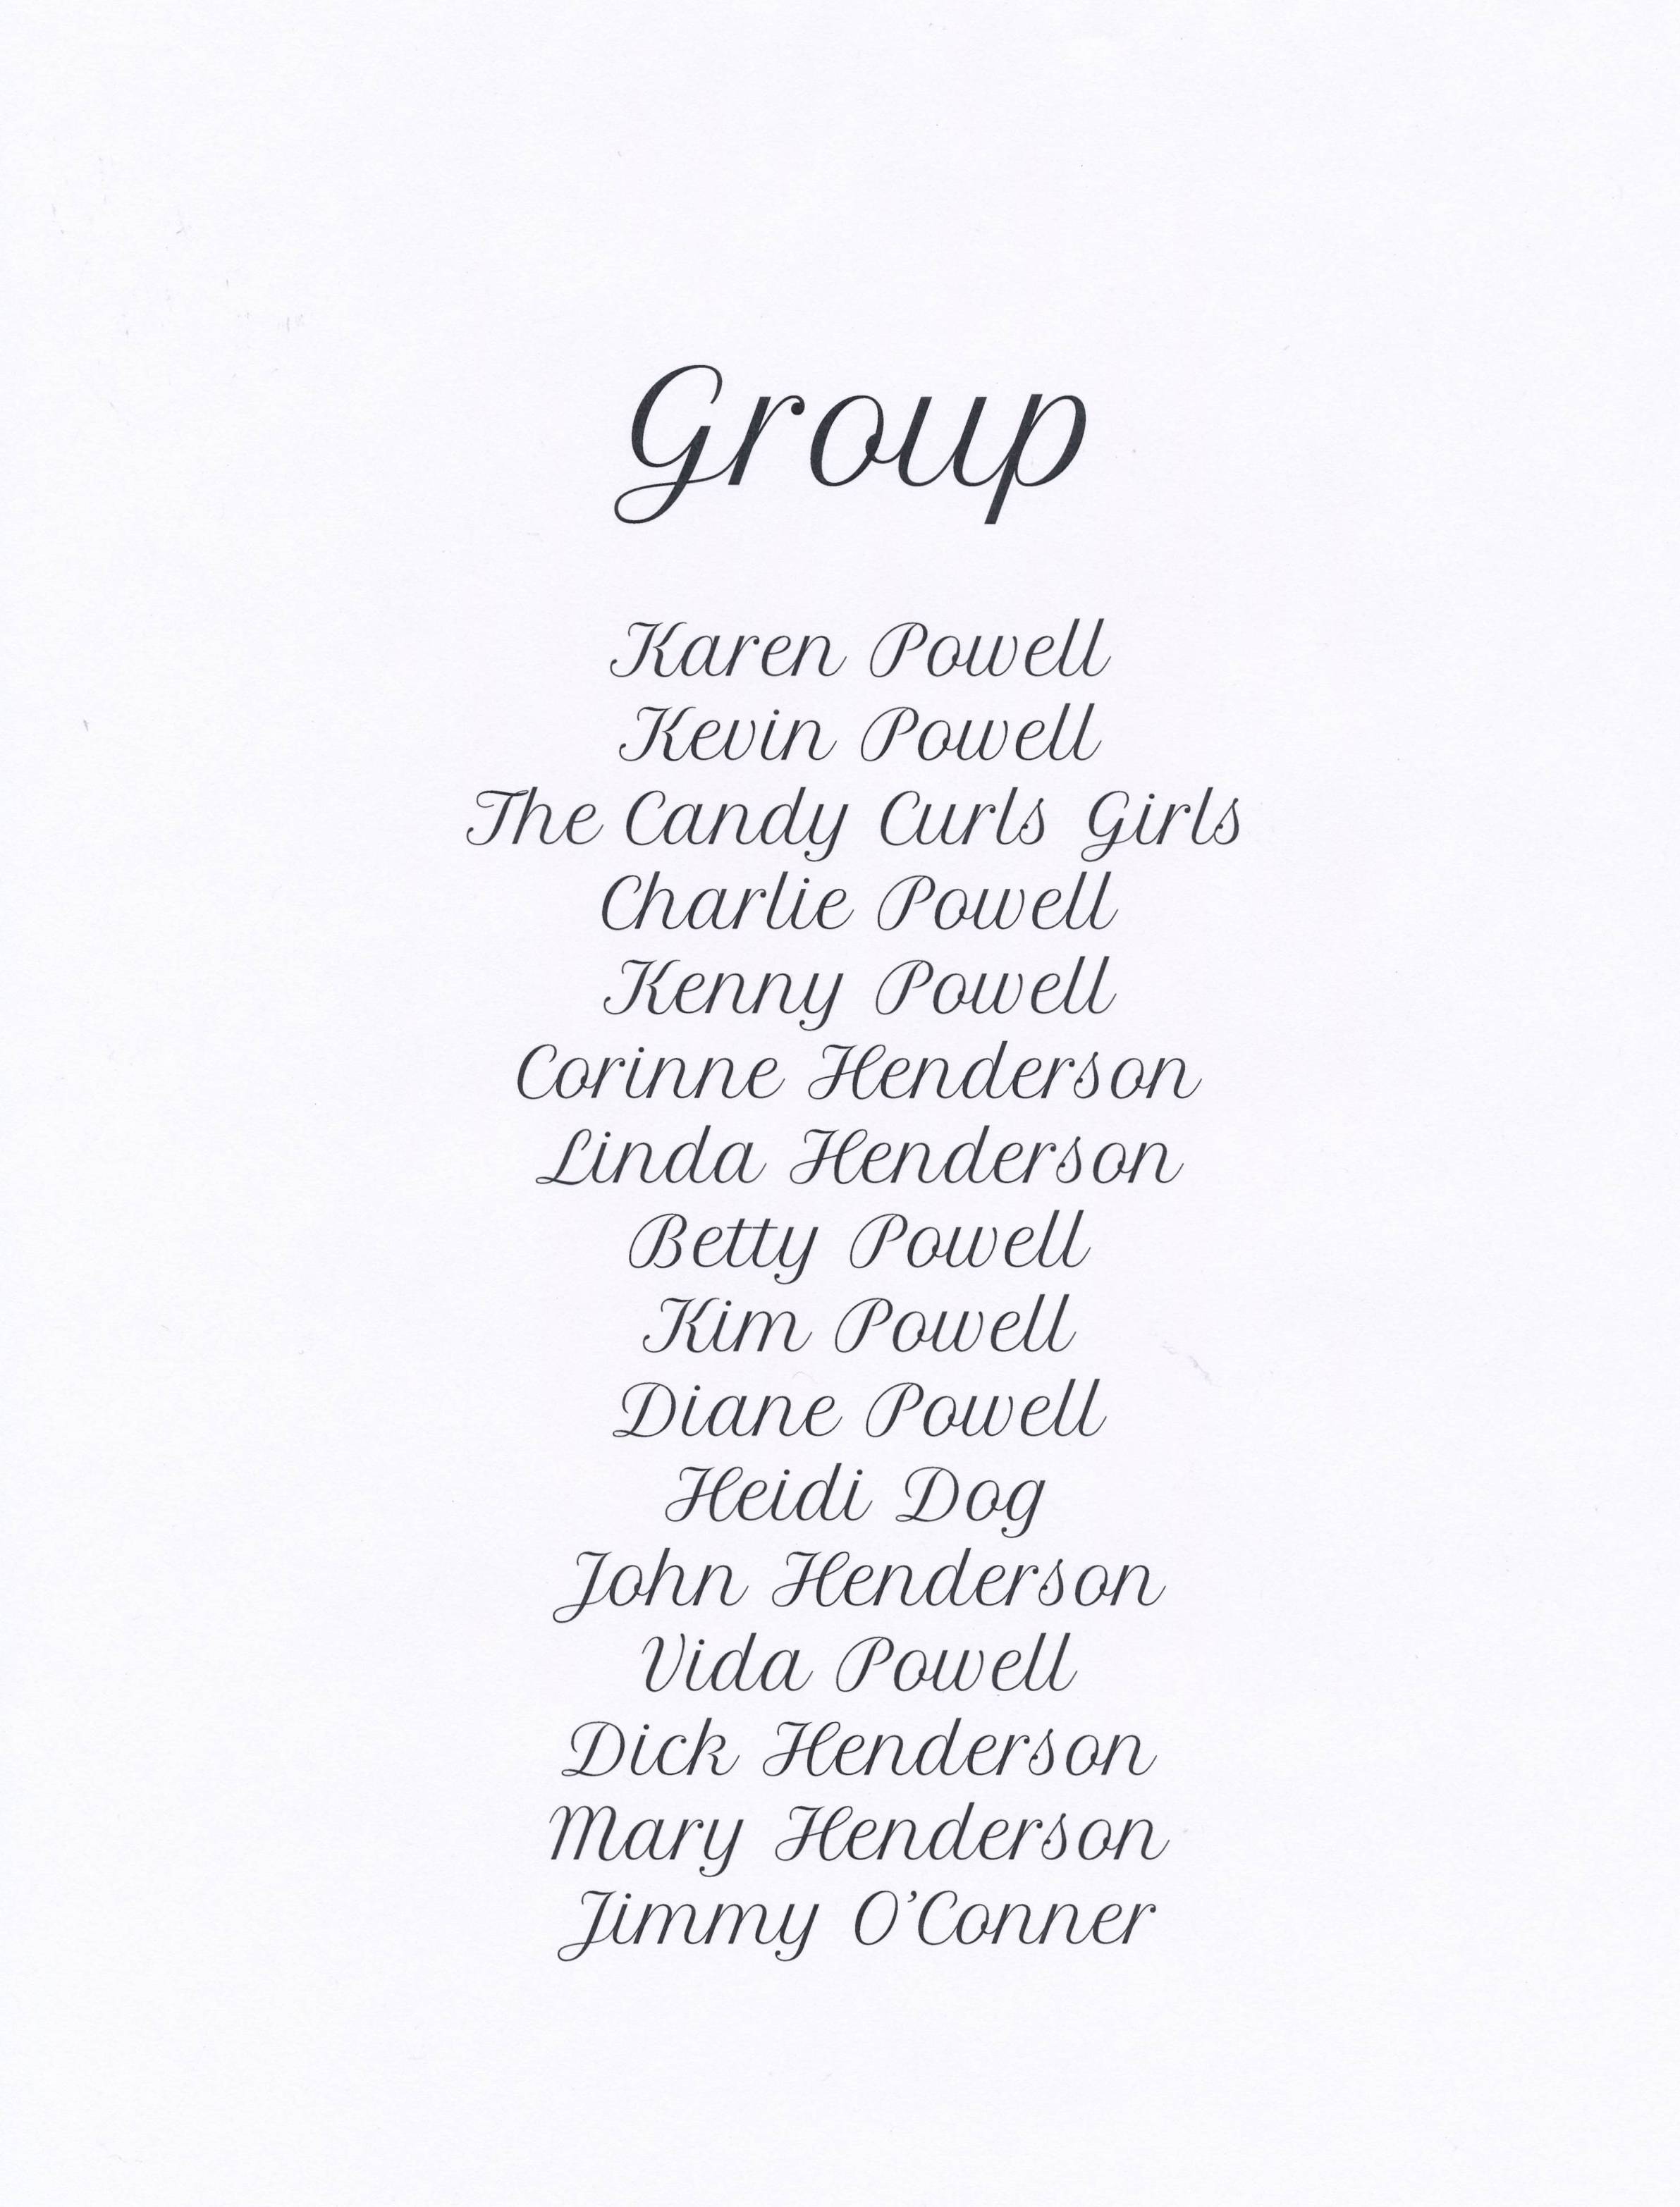 Group
Karen Powell
Kevin Powell
The Candy Curls Girls
Charlie Powell
Kenny Powell
Corinne Henderson
Linda Henderson
Betty Powell
Kim Powell
Diane Powell
Heidi Dog
John Henderson
Vida Powell
Dick Henderson
Mary Henderson
Jimmy O’Conner